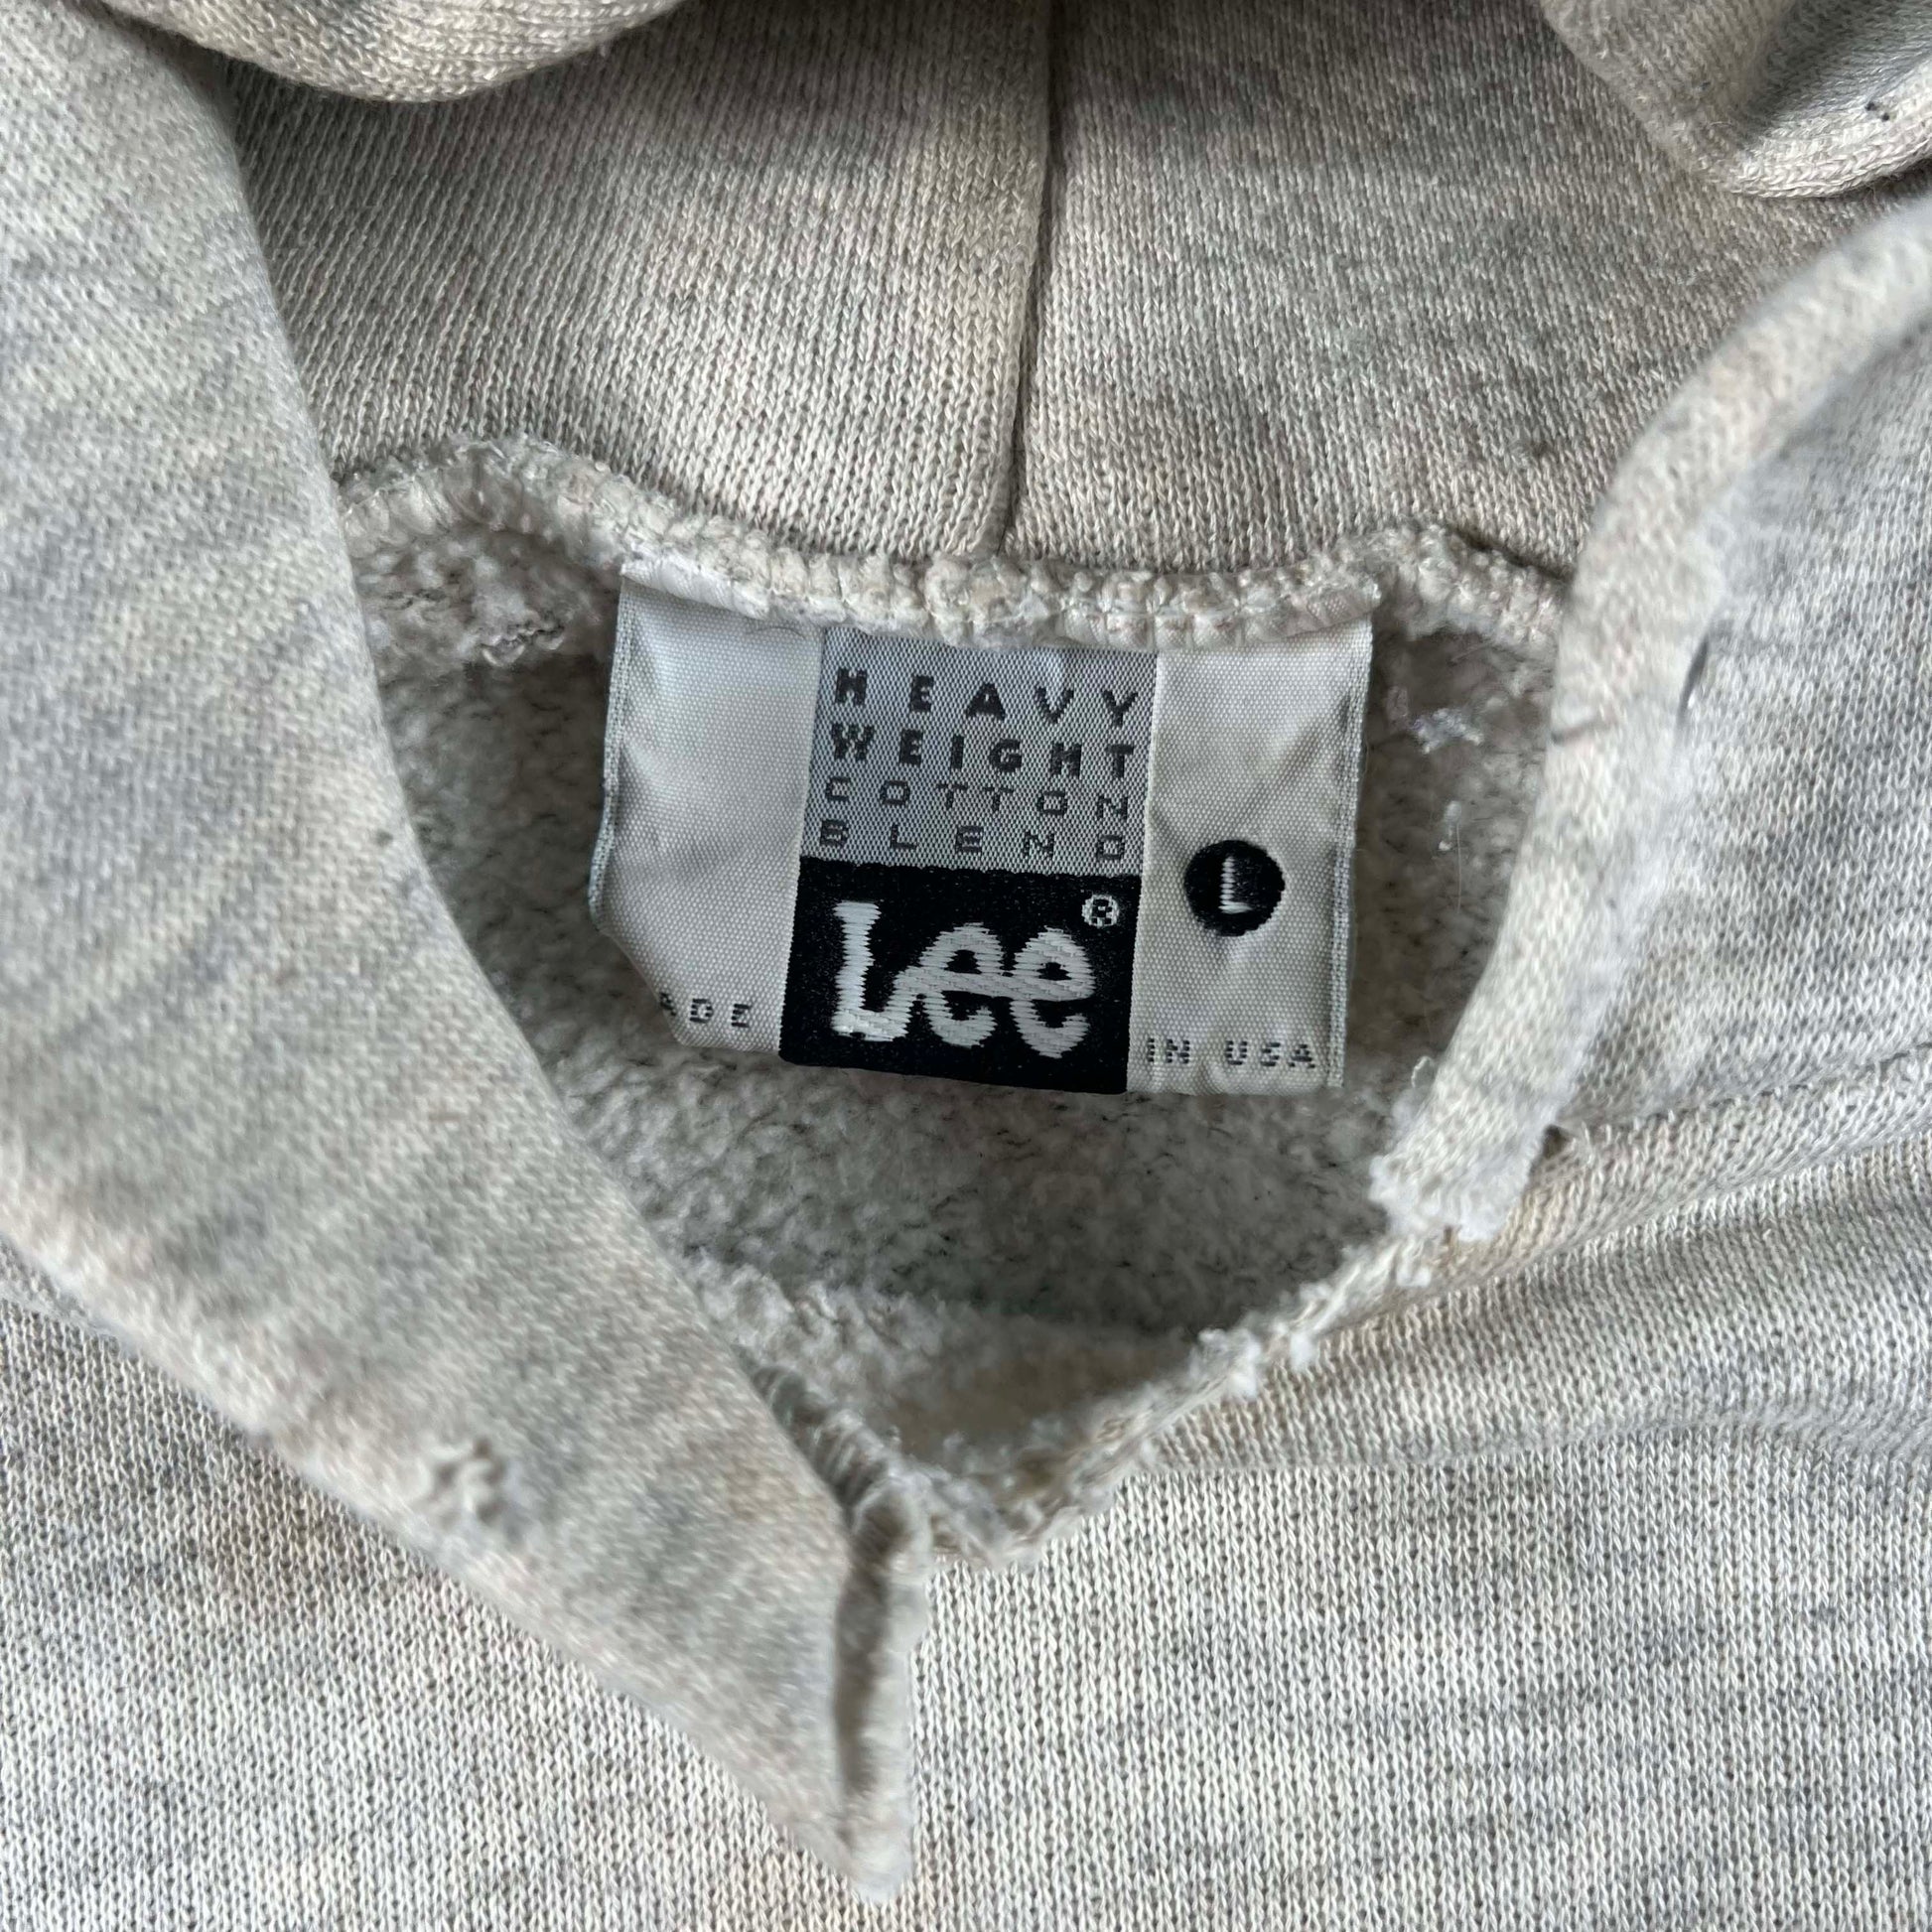 HEAVY
WEIGHT
COTTON
BLEND
Lee®
L
ADE IN USA